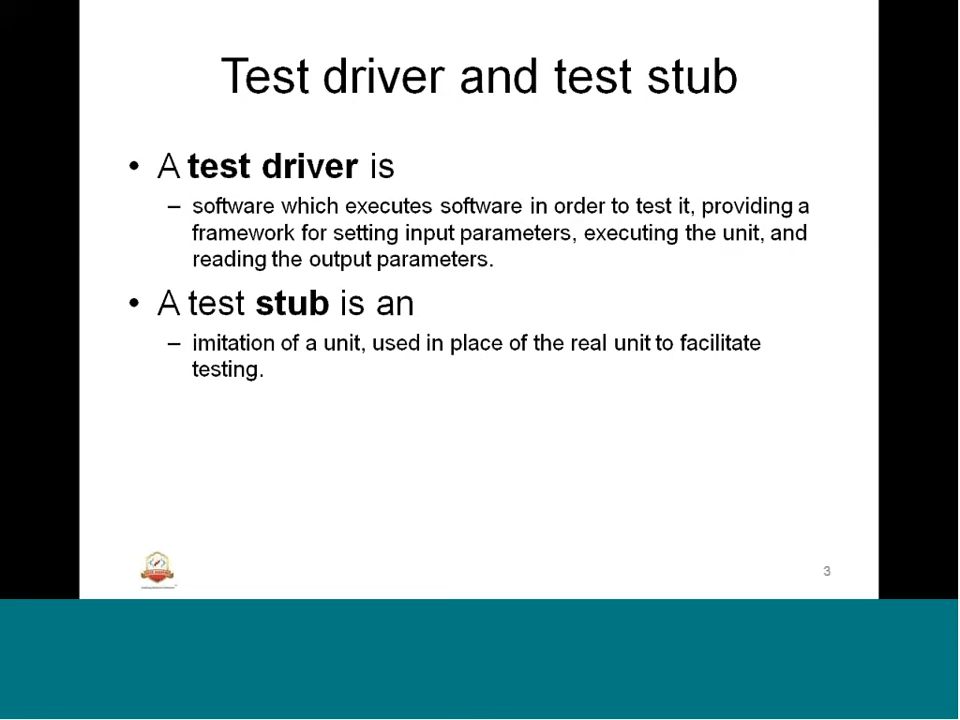 Test driver and test stub
• A test driver is
– software which executes software in order to test it, providing a
framework for setting input parameters, executing the unit, and
reading the output parameters.
• A test stub is an
– imitation of a unit, used in place of the real unit to facilitate
testing.
3